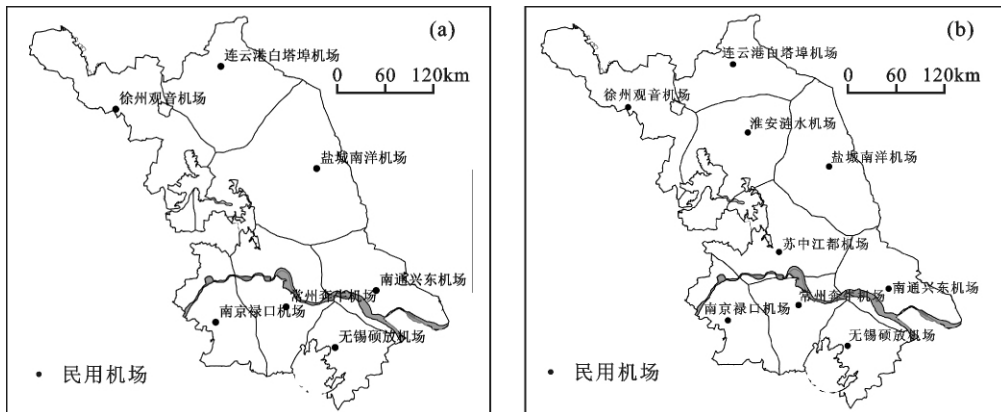 (a)
连云港白塔埠机场
0 60 120km
徐州观音机场
盐城南洋机场
南通兴东机场
常州奔牛机场
南京禄口机场
无锡硕放机场
民用机场
(b)
连云港白塔埠机场
0 60 120km
徐州观音机场
淮安涟水机场
盐城南洋机场
苏中江都机场
南通兴东机场
常州奔牛机场
南京禄口机场
无锡硕放机场
民用机场